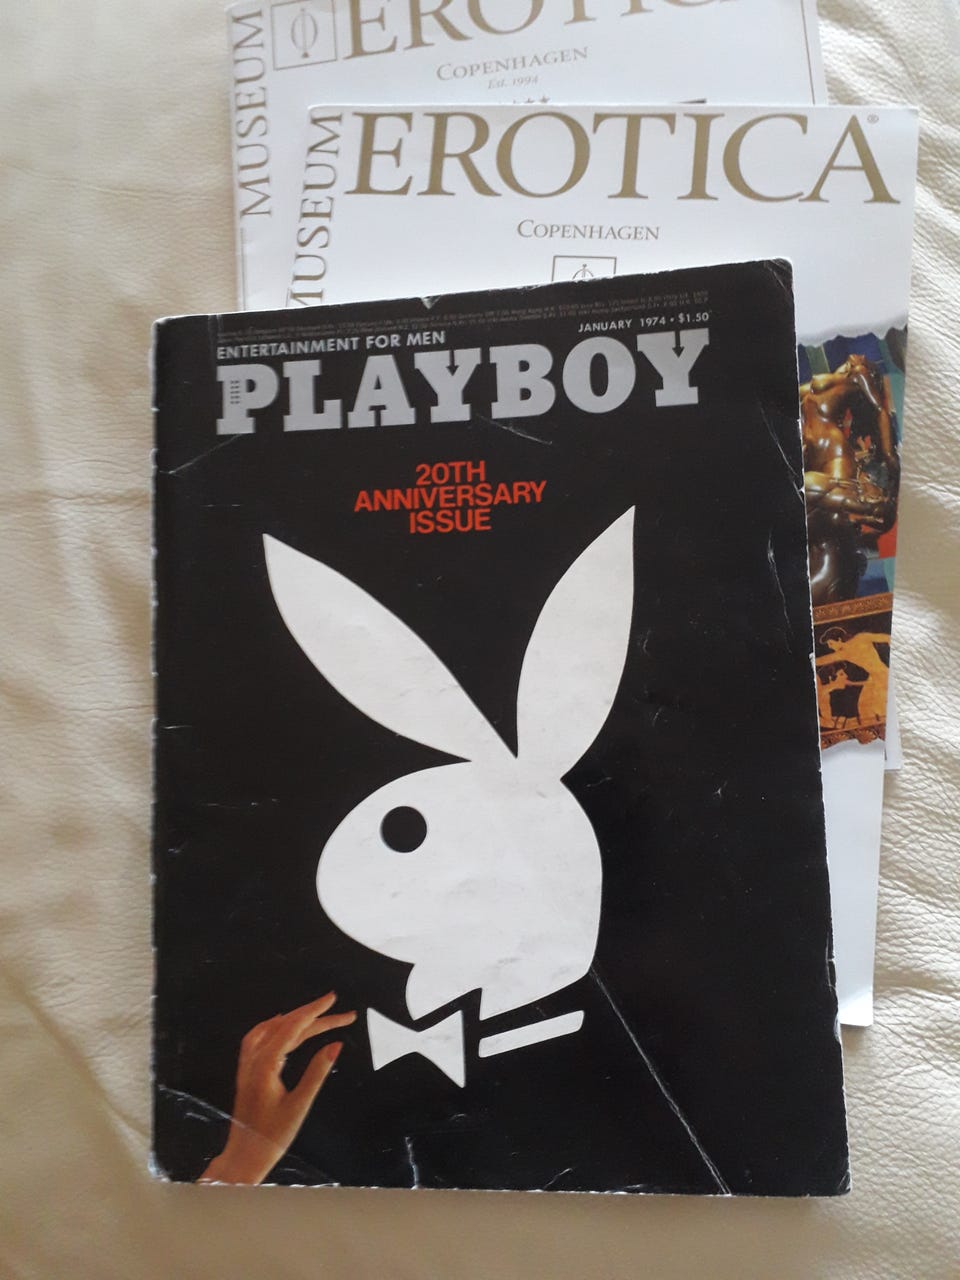 MUSEUM
EROTICA
COPENHAGEN
Est. 1994
MUSEUM
EROTICA®
COPENHAGEN
ENTERTAINMENT FOR MEN
JANUARY 1974 • $1.50
PLAYBOY
20TH
ANNIVERSARY
ISSUE